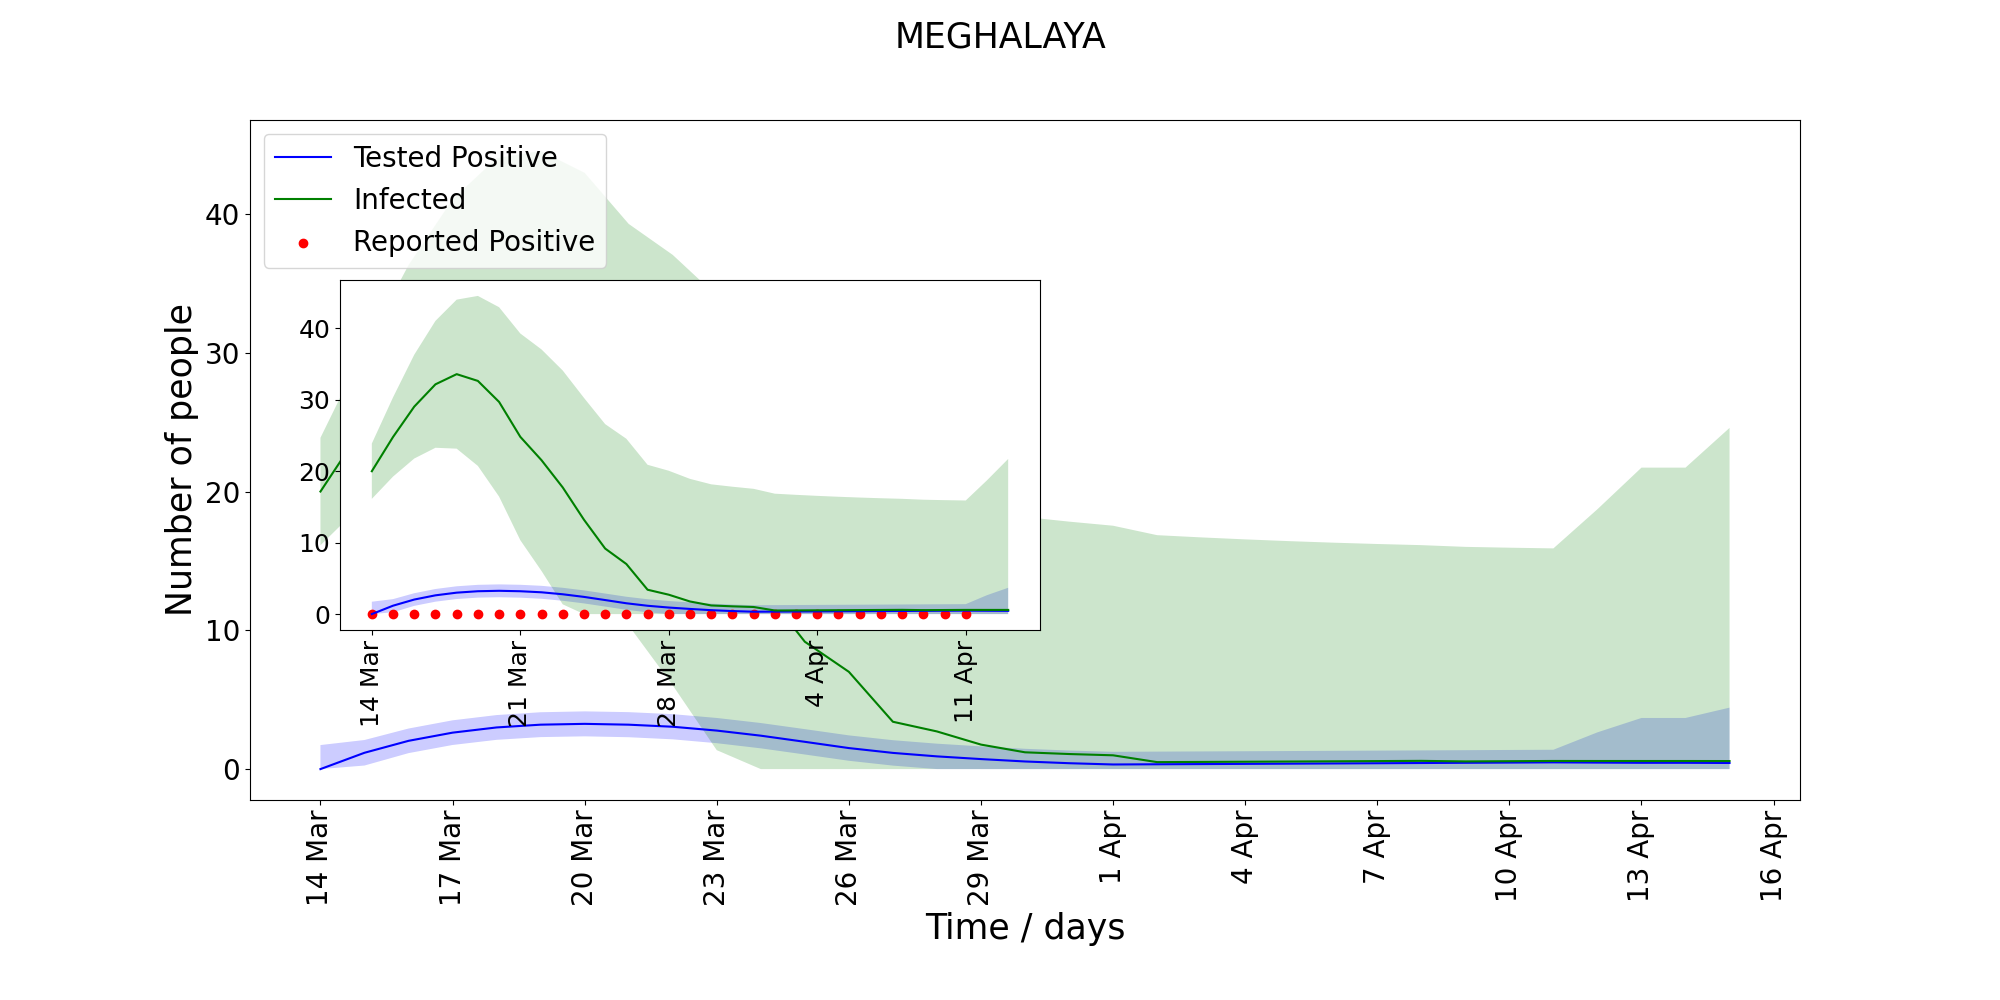 MEGHALAYA
Tested Positive
Infected
Reported Positive
Number of people
40
30
20
10
0
40
30
20
10
0
14 Mar
21 Mar
28 Mar
4 Apr
11 Apr
14 Mar
17 Mar
20 Mar
23 Mar
26 Mar
29 Mar
1 Apr
4 Apr
7 Apr
10 Apr
13 Apr
16 Apr
Time / days